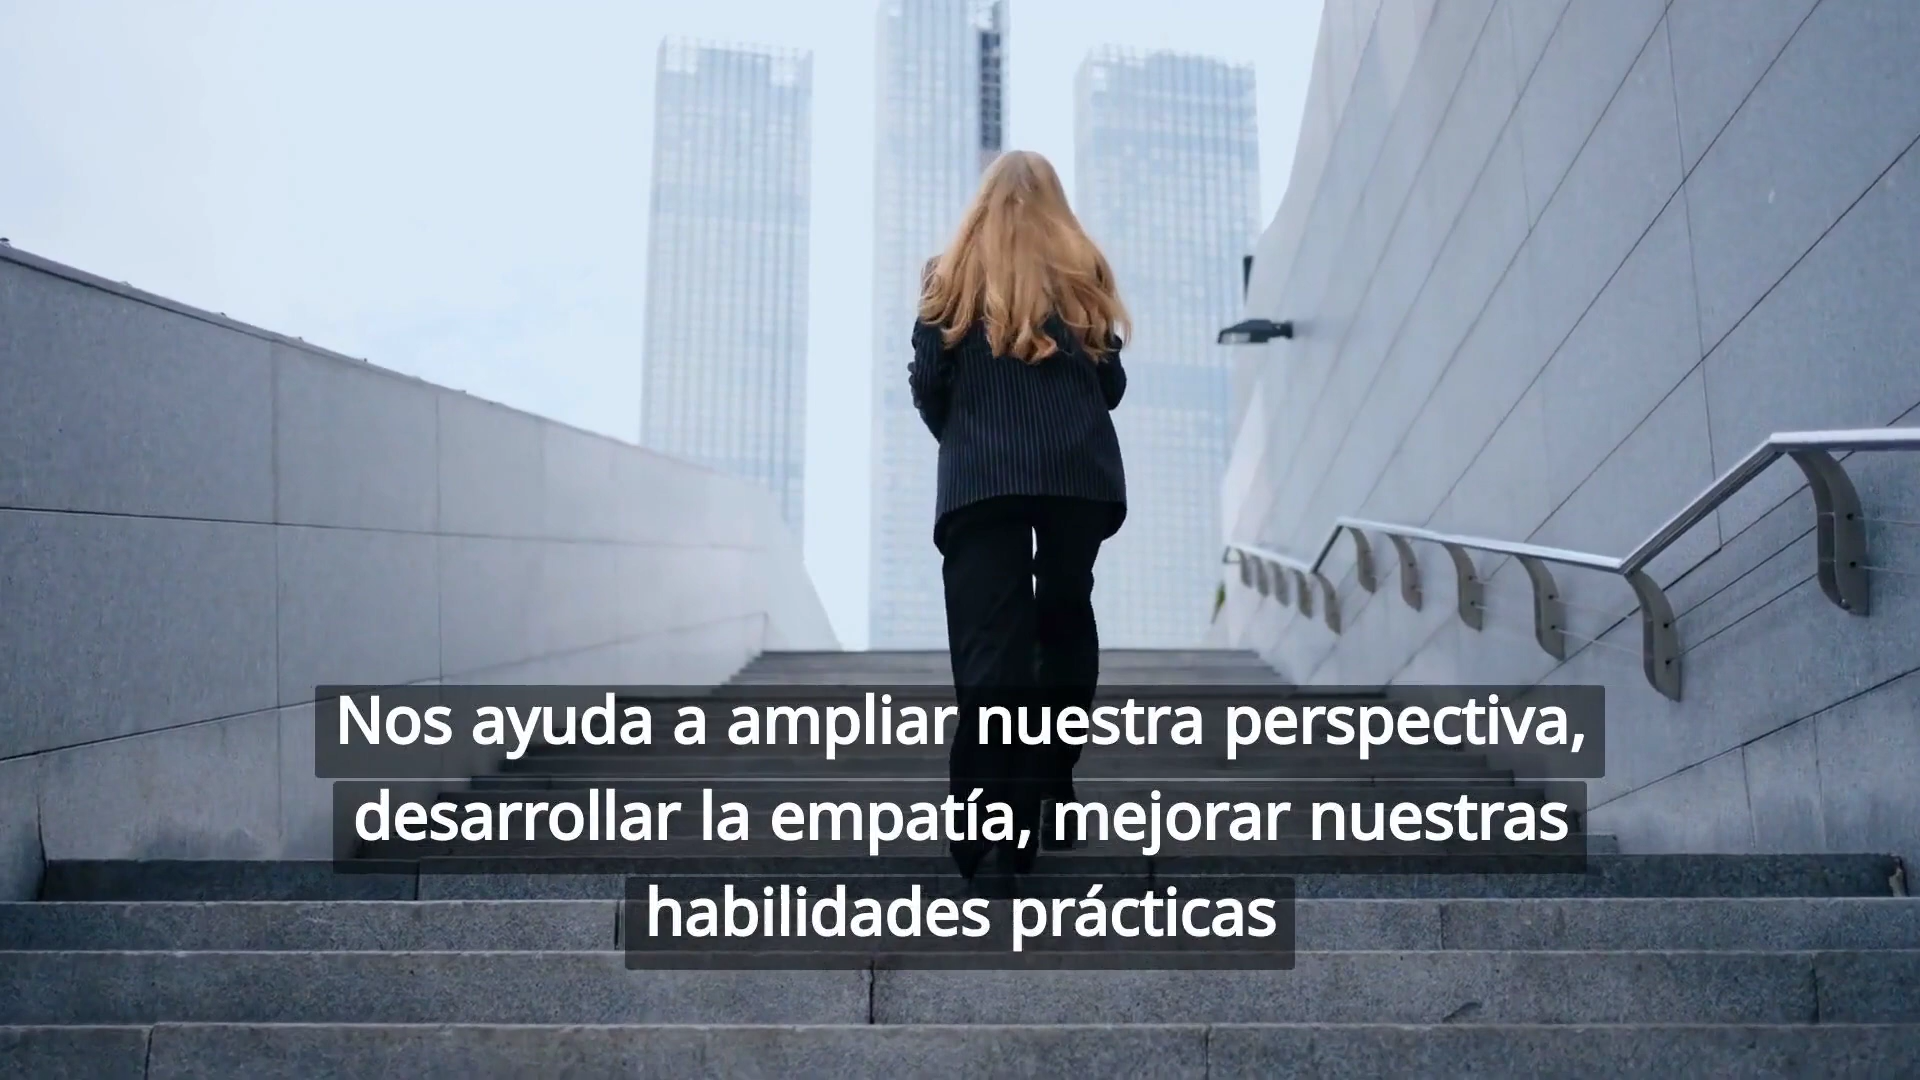 Nos ayuda a ampliar nuestra perspectiva,
desarrollar la empatía, mejorar nuestras
habilidades prácticas